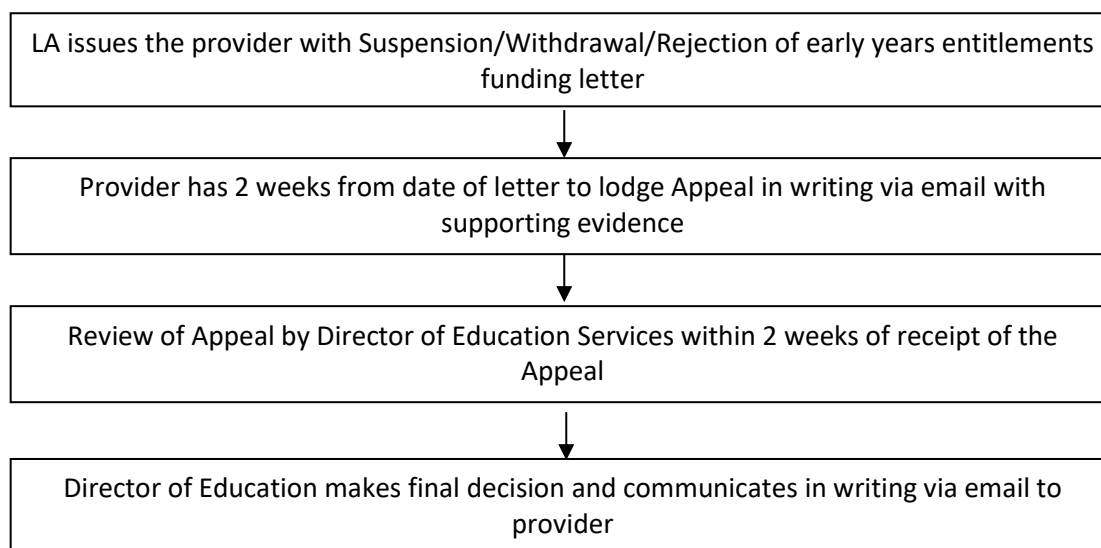 LA issues the provider with Suspension/Withdrawal/Rejection of early years entitlements
funding letter
Provider has 2 weeks from date of letter to lodge Appeal in writing via email with
supporting evidence
Review of Appeal by Director of Education Services within 2 weeks of receipt of the
Appeal
Director of Education makes final decision and communicates in writing via email to
provider